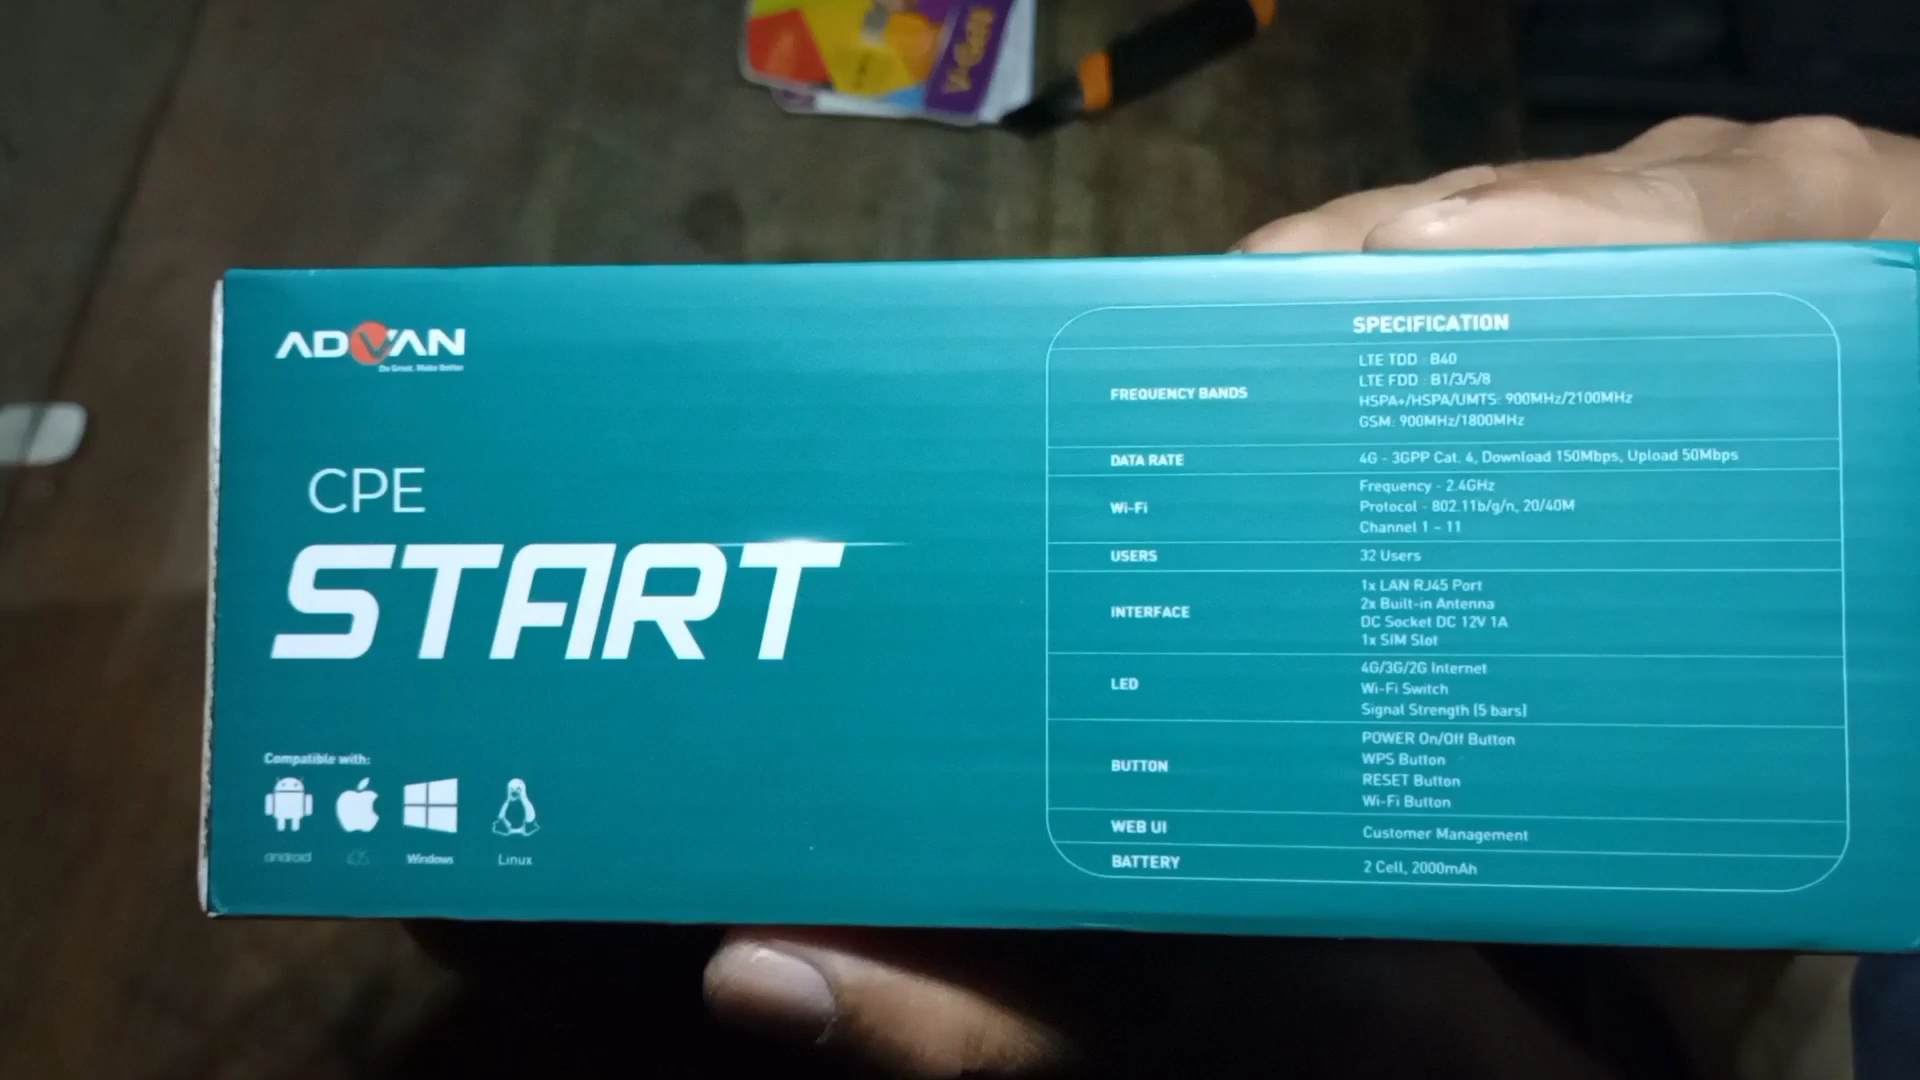 V-GeN
ADVAN
Do Great. Make Better
CPE
START
Compatible with:
android
iOS
Windows
Linux
SPECIFICATION
FREQUENCY BANDS
LTE TDD : B40
LTE FDD : B1/3/5/8
HSPA+/HSPA/UMTS: 900MHz/2100MHz
GSM: 900MHz/1800MHz
DATA RATE
4G - 3GPP Cat. 4, Download 150Mbps, Upload 50Mbps
Wi-Fi
Frequency - 2.4GHz
Protocol - 802.11b/g/n, 20/40M
Channel 1 - 11
USERS
32 Users
INTERFACE
1x LAN RJ45 Port
2x Built-in Antenna
DC Socket DC 12V 1A
1x SIM Slot
LED
4G/3G/2G Internet
Wi-Fi Switch
Signal Strength (5 bars)
BUTTON
POWER On/Off Button
WPS Button
RESET Button
Wi-Fi Button
WEB UI
Customer Management
BATTERY
2 Cell, 2000mAh